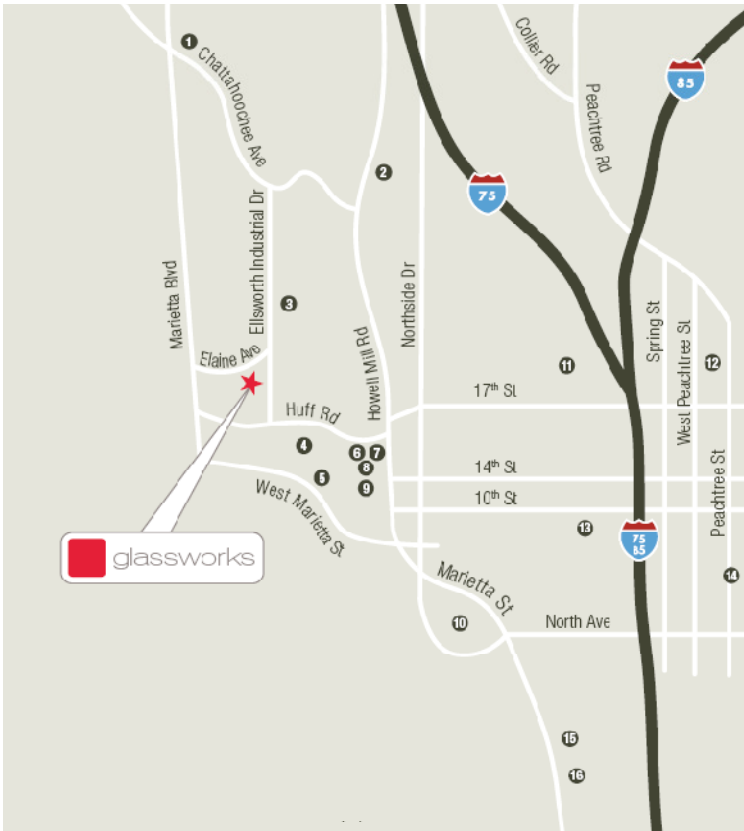 1
Chattahoochee Ave
Collier Rd
85
Peachtree Rd
2
75
Ellsworth Industrial Dr
Marietta Blvd
Northside Dr
3
Howell Mill Rd
Spring St
West Peachtree St
Elaine Ave
11
12
17th St
Huff Rd
4
6
7
8
5
9
14th St
10th St
West Marietta St
Peachtree St
13
75
85
glassworks
Marietta St
14
10
North Ave
15
16